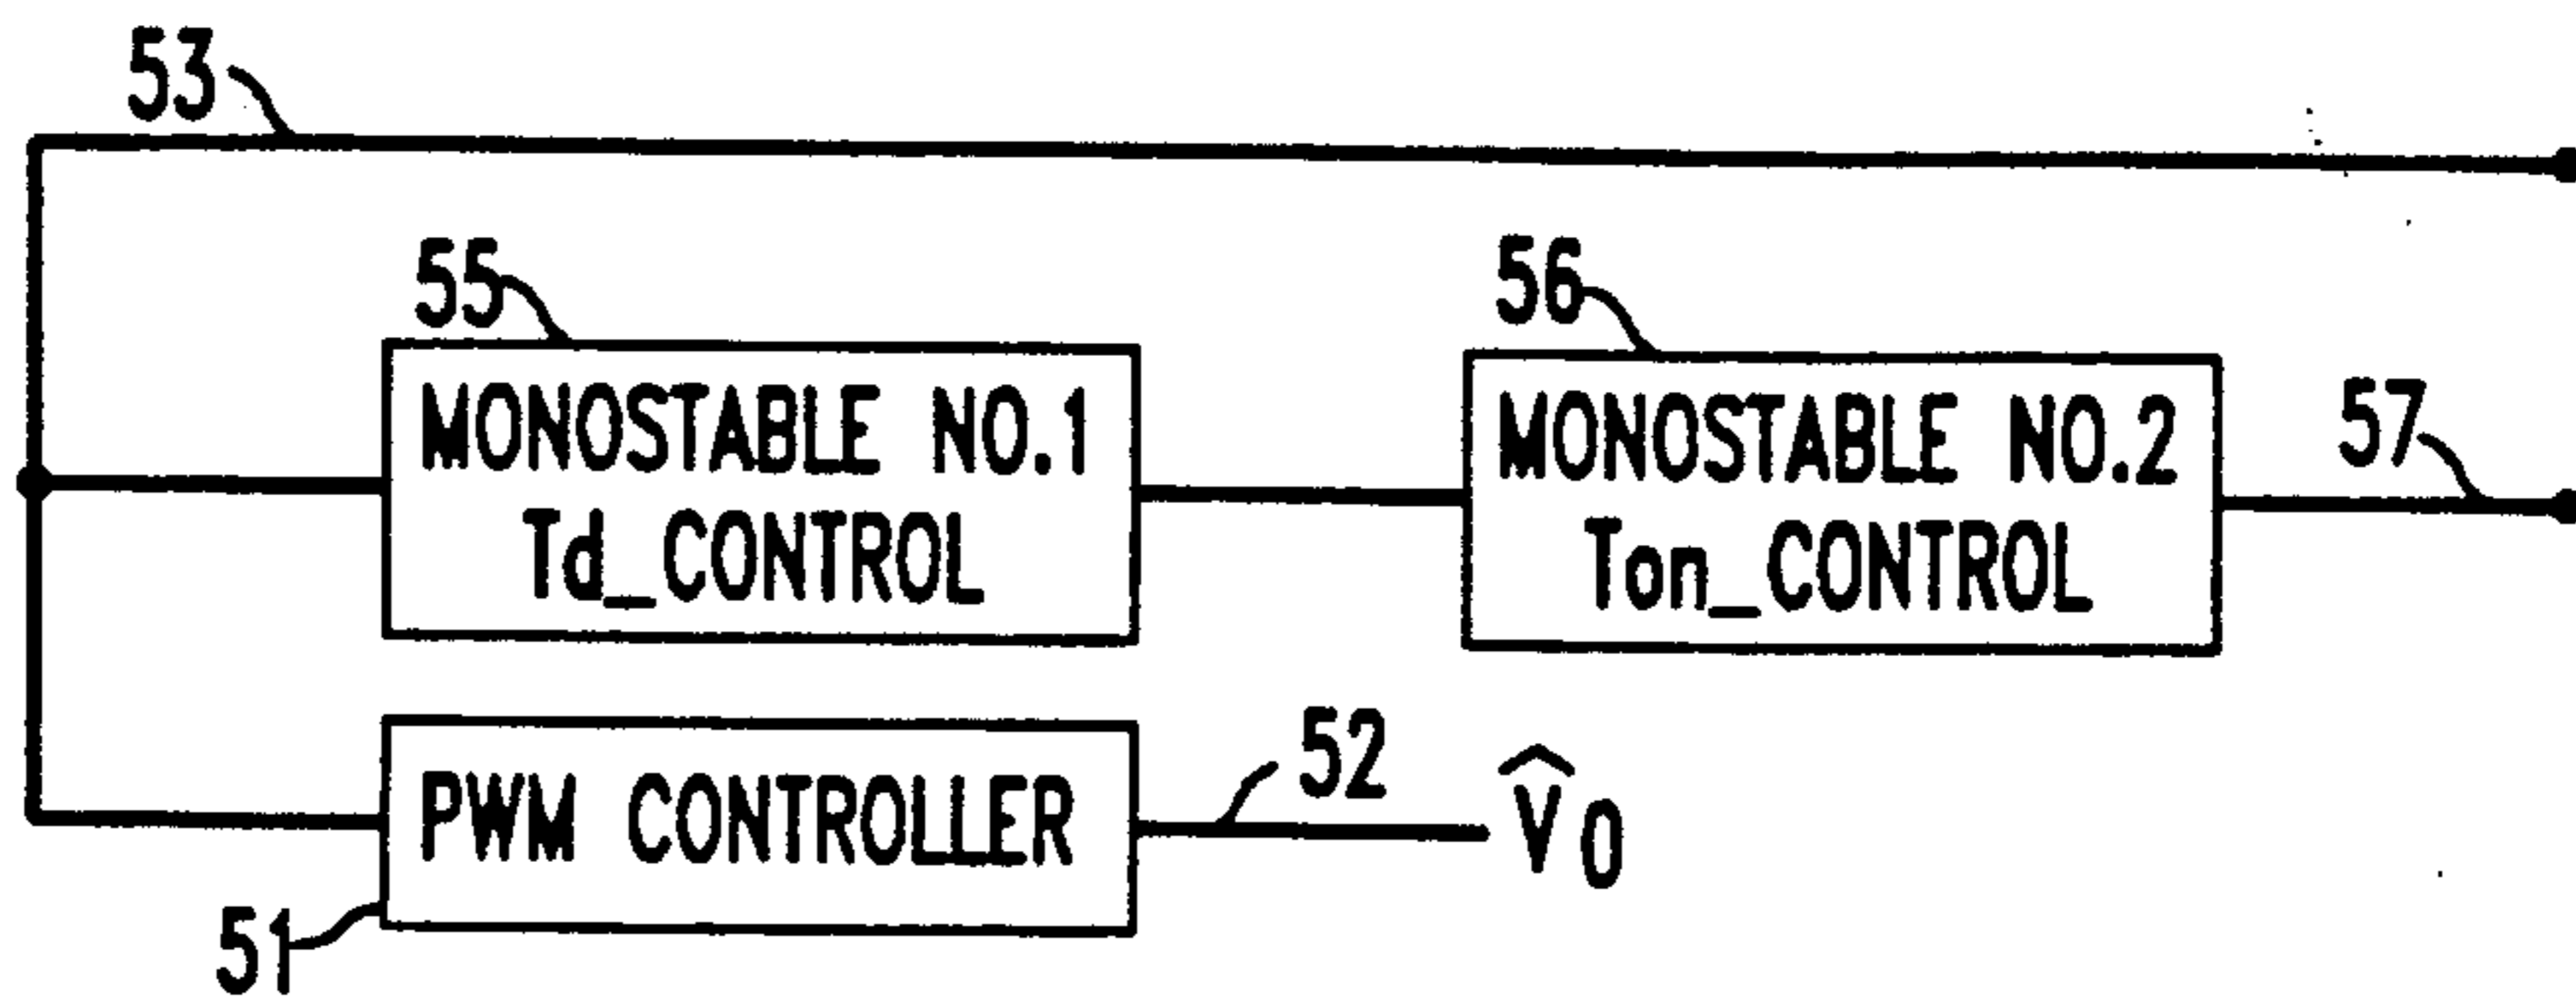 53
55
56
MONOSTABLE NO.1
Td_CONTROL
MONOSTABLE NO.2
Ton_CONTROL
57
52
PWM CONTROLLER
V̂0
51